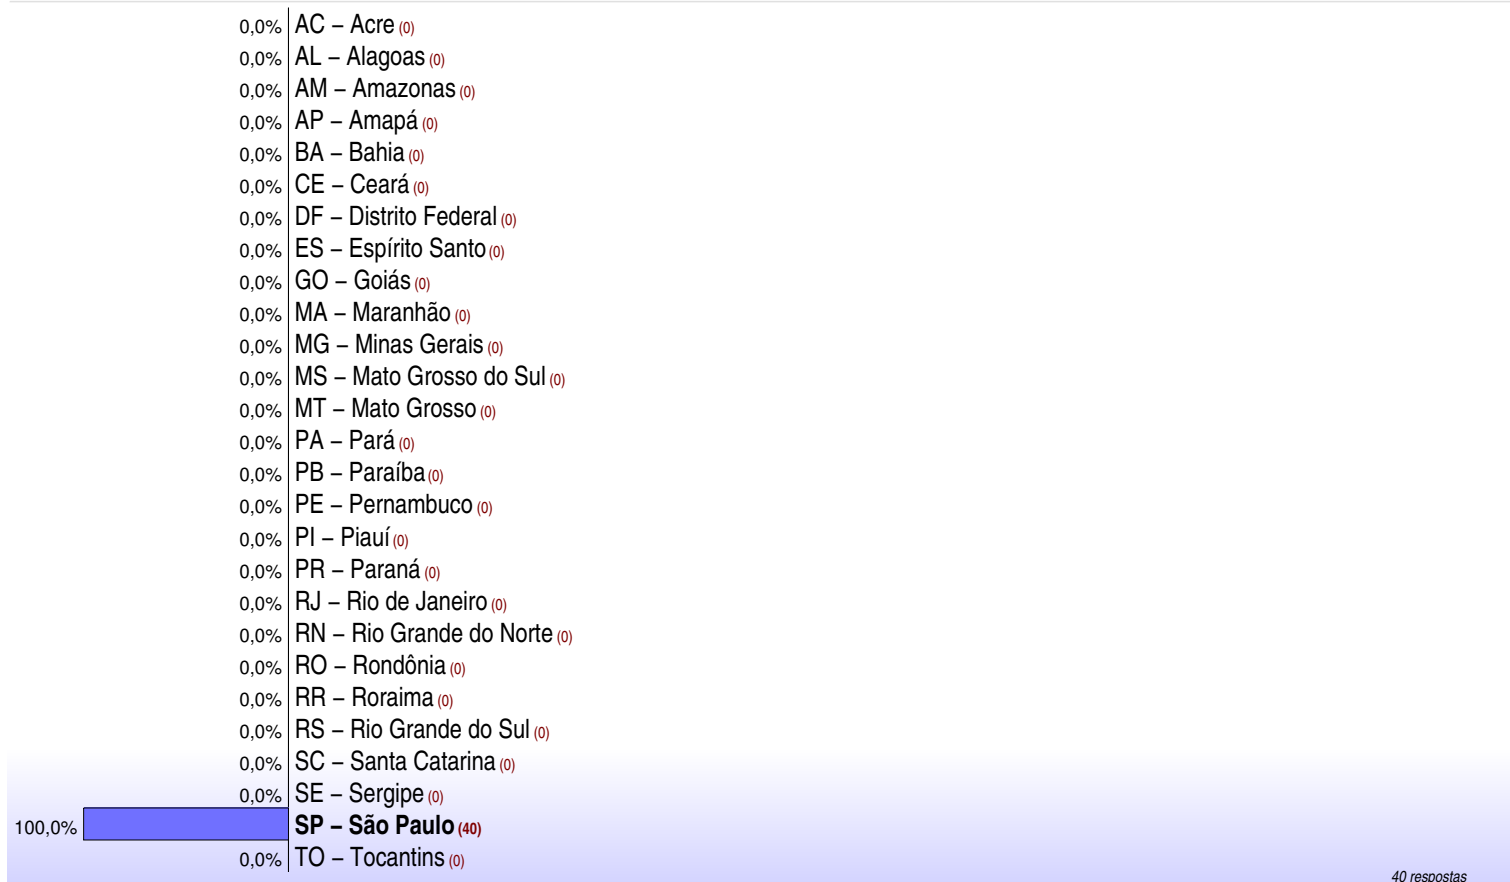 0,0% AC – Acre (0)
0,0% AL – Alagoas (0)
0,0% AM – Amazonas (0)
0,0% AP – Amapá (0)
0,0% BA – Bahia (0)
0,0% CE – Ceará (0)
0,0% DF – Distrito Federal (0)
0,0% ES – Espírito Santo (0)
0,0% GO – Goiás (0)
0,0% MA – Maranhão (0)
0,0% MG – Minas Gerais (0)
0,0% MS – Mato Grosso do Sul (0)
0,0% MT – Mato Grosso (0)
0,0% PA – Pará (0)
0,0% PB – Paraíba (0)
0,0% PE – Pernambuco (0)
0,0% PI – Piauí (0)
0,0% PR – Paraná (0)
0,0% RJ – Rio de Janeiro (0)
0,0% RN – Rio Grande do Norte (0)
0,0% RO – Rondônia (0)
0,0% RR – Roraima (0)
0,0% RS – Rio Grande do Sul (0)
0,0% SC – Santa Catarina (0)
0,0% SE – Sergipe (0)
100,0% SP – São Paulo (40)
0,0% TO – Tocantins (0)
40 respostas